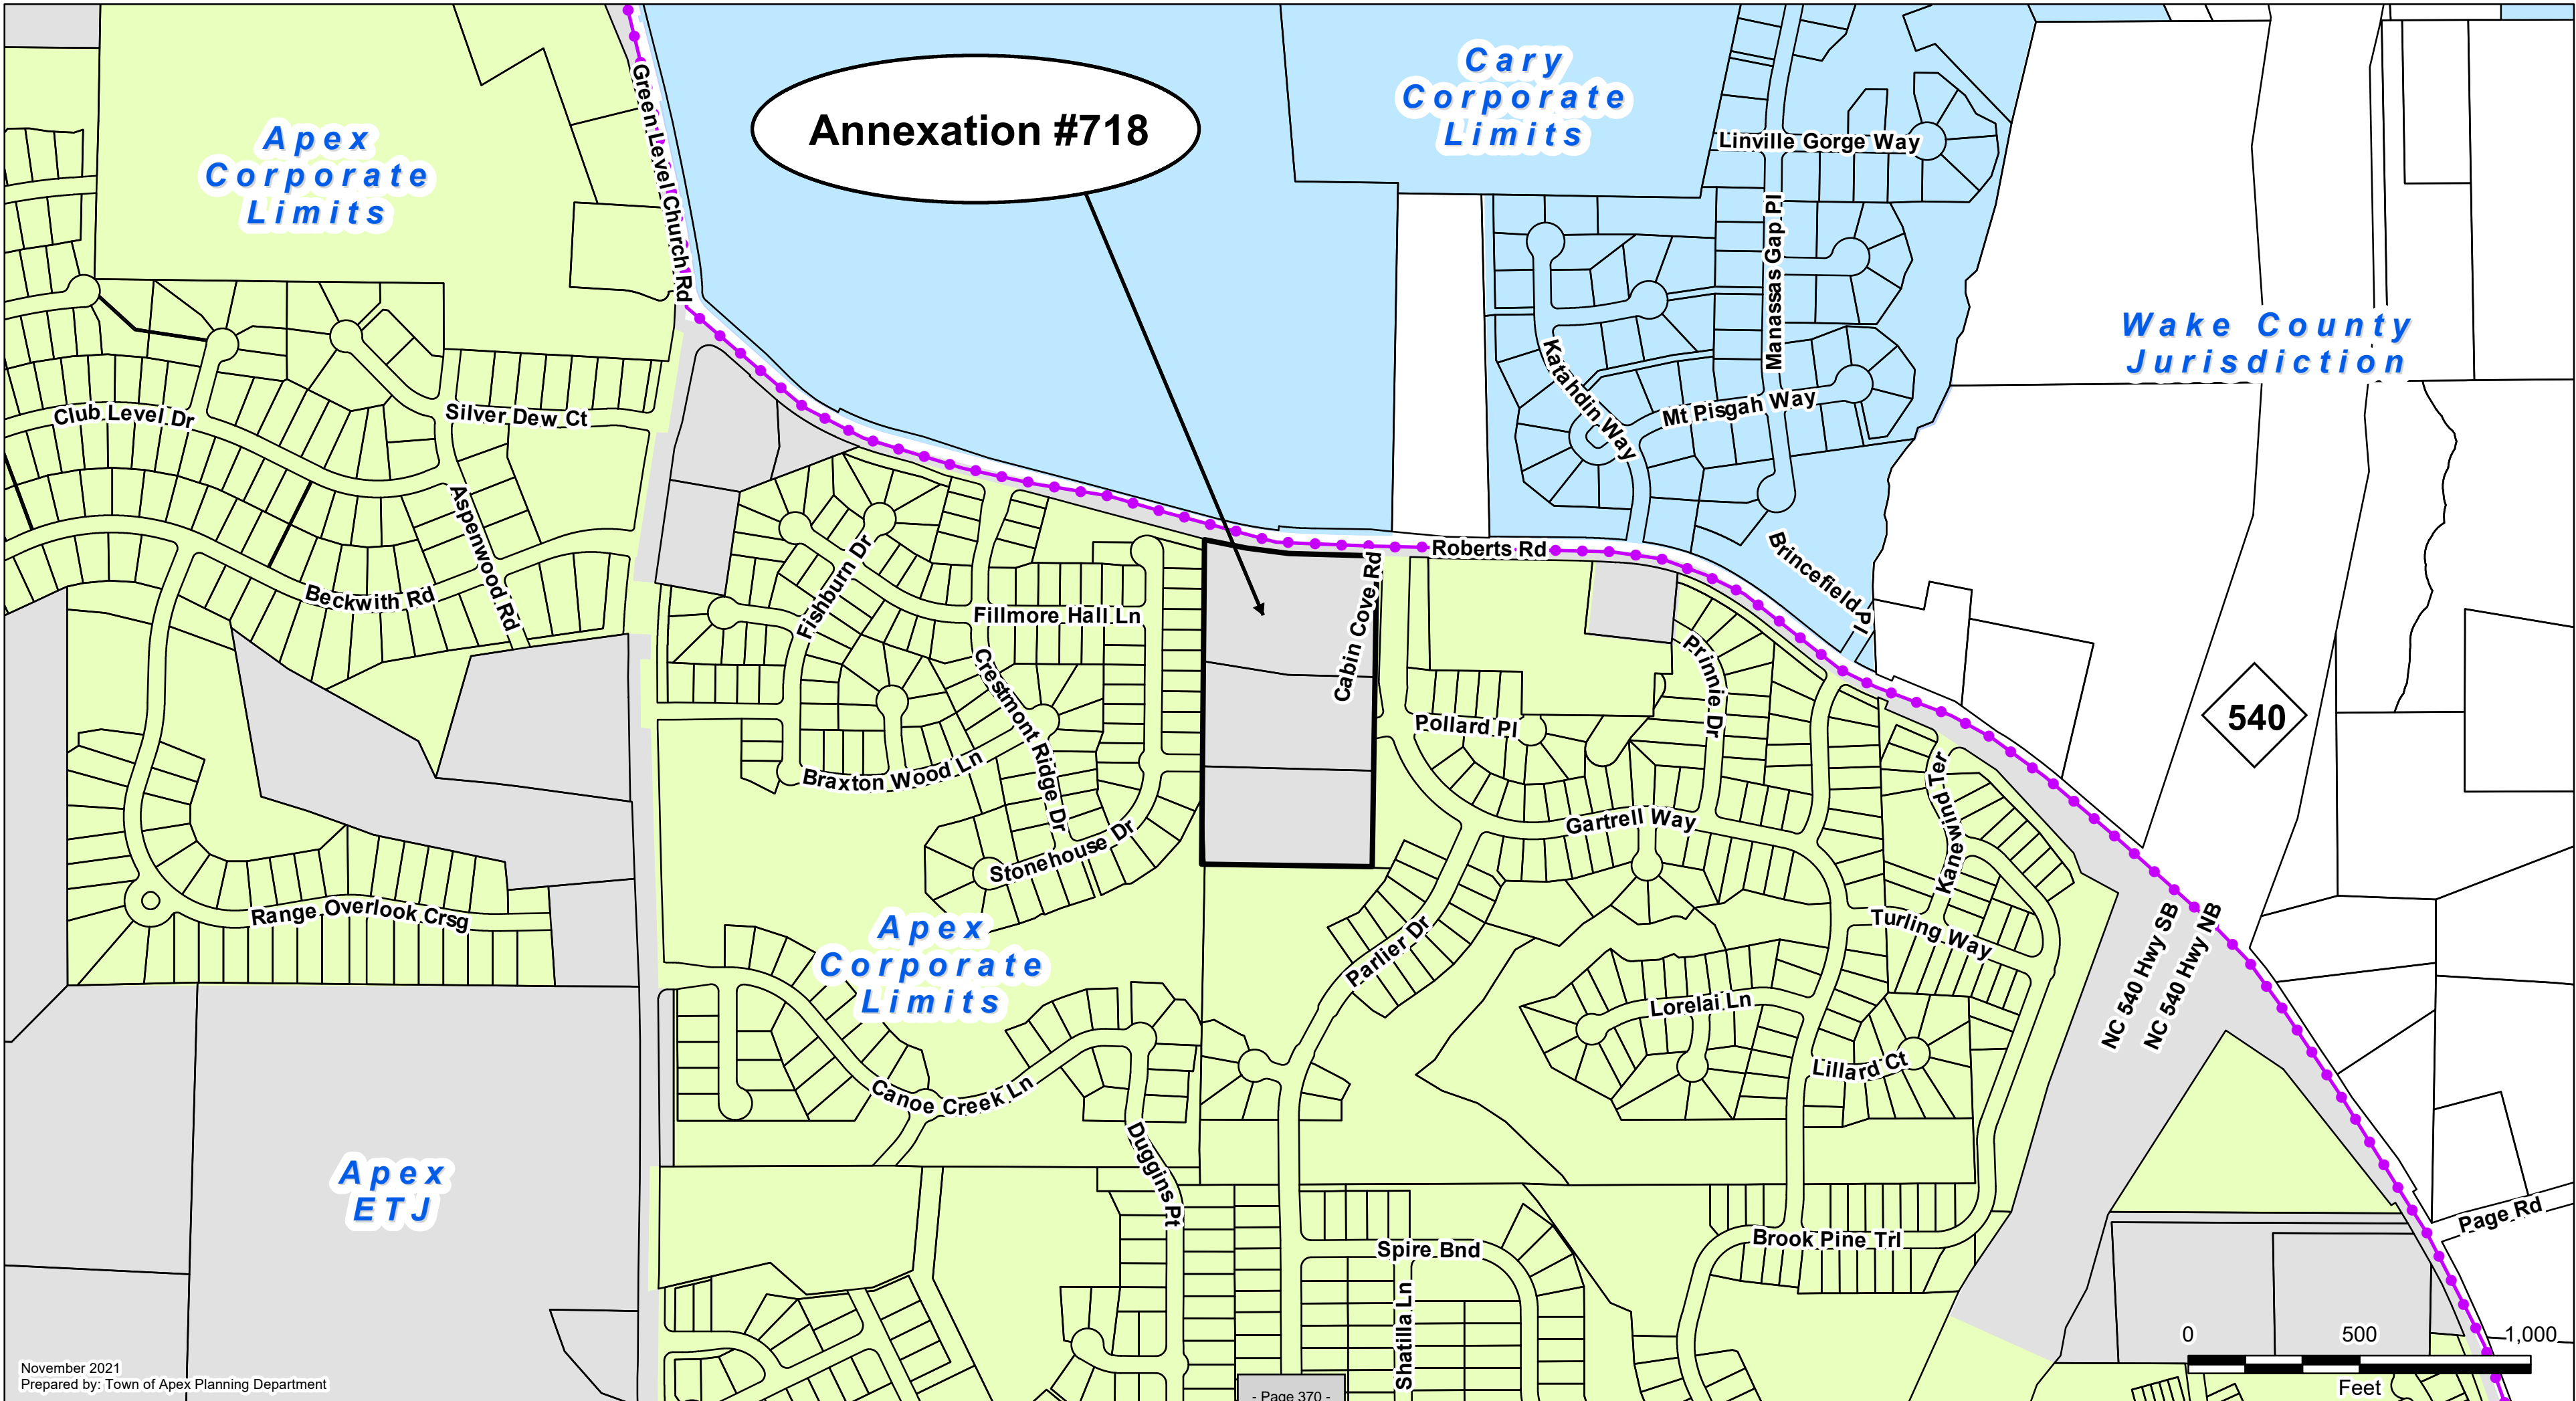 Green Level Church Rd
Annexation #718
Cary
Corporate
Limits
Apex
Corporate
Limits
Linville Gorge Way
Manassas Gap Pl
Wake County
Jurisdiction
Katahdin Way
Mt Pisgah Way
Club Level Dr
Silver Dew Ct
Aspenwood Rd
Beckwith Rd
Fishburn Dr
Fillmore Hall Ln
Cabin Cove Rd
Roberts Rd
Brincefield Pl
Crestmont Ridge Dr
Prinnie Dr
Pollard Pl
540
Braxton Wood Ln
Stonehouse Dr
Gartrell Way
Kanewind Ter
Range Overlook Crsg
Apex
Corporate
Limits
Parlier Dr
Turling Way
NC 540 Hwy SB
NC 540 Hwy NB
Lorelai Ln
Lillard Ct
Canoe Creek Ln
Duggins Pt
Apex
ETJ
Page Rd
Spire Bnd
Brook Pine Trl
Shatilla Ln
0 500 1,000
Feet
November 2021
Prepared by: Town of Apex Planning Department
- Page 370 -